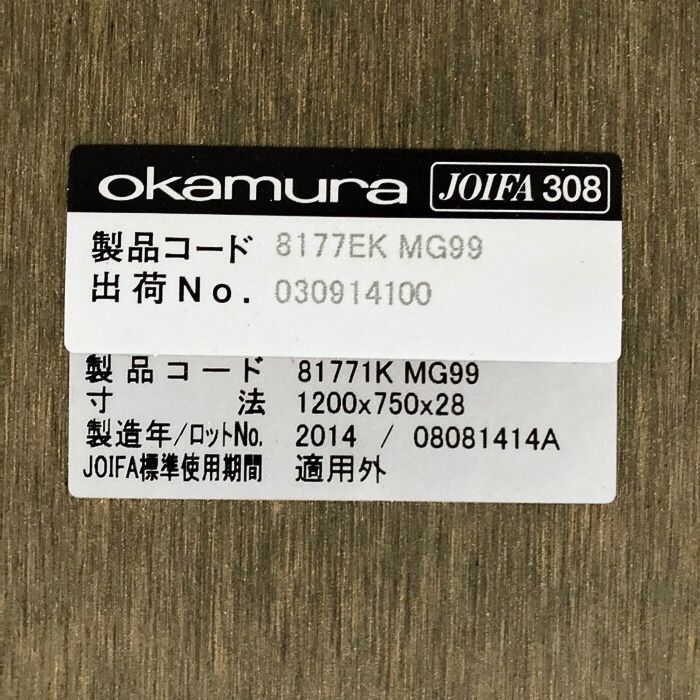 okamura JOIFA 308
製品コード 8177EK MG99
出荷No. 030914100
製品コード 81771K MG99
寸法 1200x750x28
製造年/ロットNo. 2014 / 08081414A
JOIFA標準使用期間 適用外